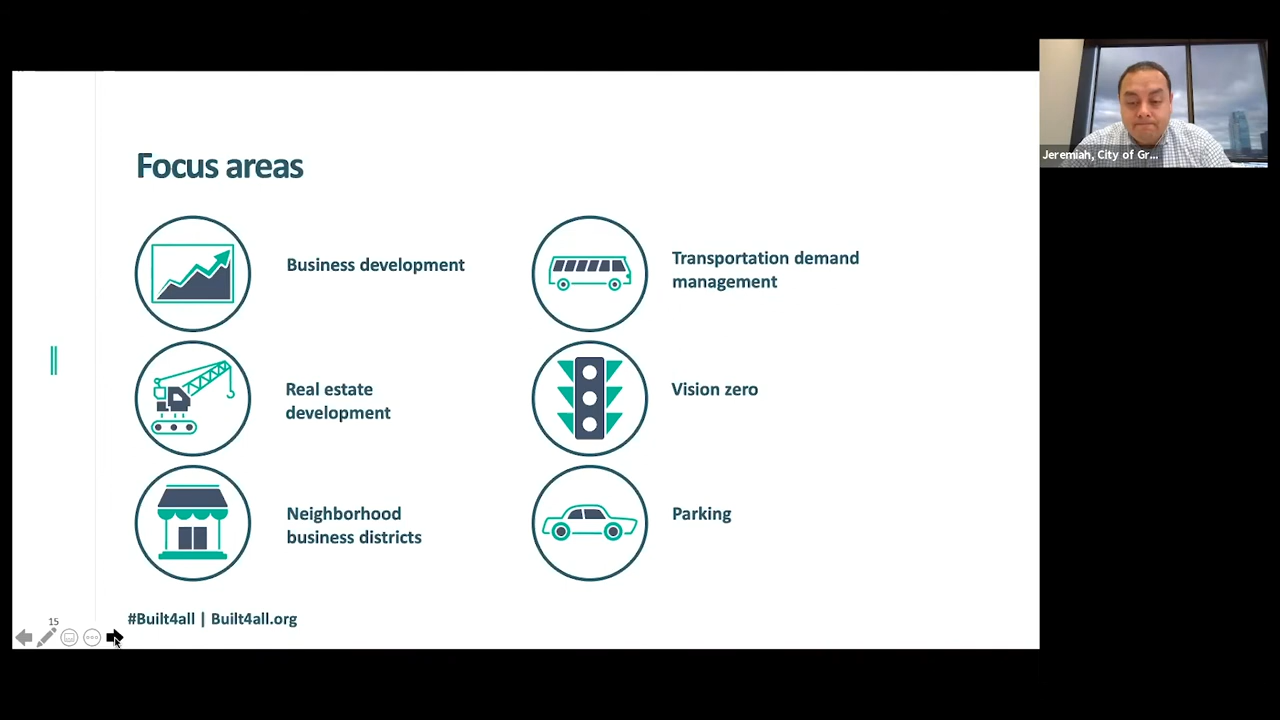 Focus areas
Business development
Transportation demand
management
Real estate
development
Vision zero
Neighborhood
business districts
Parking
#Built4all | Built4all.org
15
Jeremiah, City of Gr...